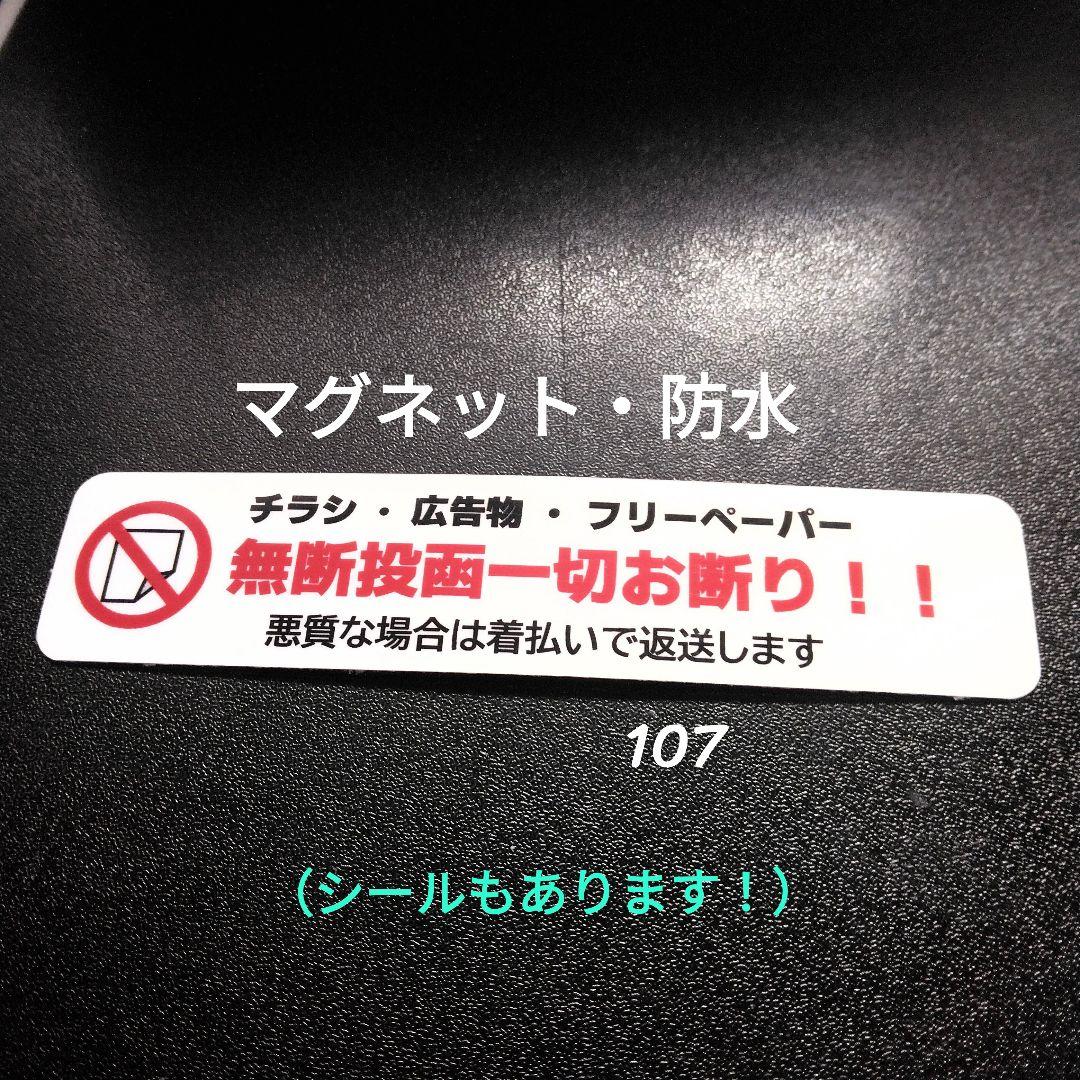 マグネット・防水
チラシ・広告物・フリーペーパー
無断投函一切お断り！！
悪質な場合は着払いで返送します
107
（シールもあります！）